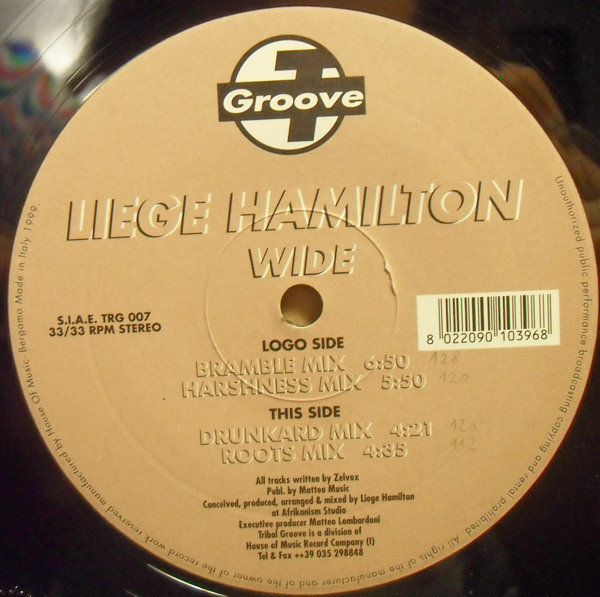 T
Groove
LIEGE HAMILTON
WIDE
S.I.A.E. TRG 007
33/33 RPM STEREO
8 022090 103968
LOGO SIDE
BRAMBLE MIX 6:50 128
HARSHNESS MIX 5:50 120
THIS SIDE
DRUNKARD MIX 4:21 120
ROOTS MIX 4:35 112
All tracks written by Zelvox
Publ. by Matteo Music
Conceived, produced, arranged & mixed by Liege Hamilton
at Afrikanism Studio
Executive producer Matteo Lombardoni
Tribal Groove is a division of
House of Music Record Company (I)
Tel & Fax ++39 035 298848
Unauthorized public performance broadcasting copying and rental prohibited. All rights of the manufacturer and of the owner of the record work reserved manufactured by House Of Music: Bergamo Made in Italy 1999.